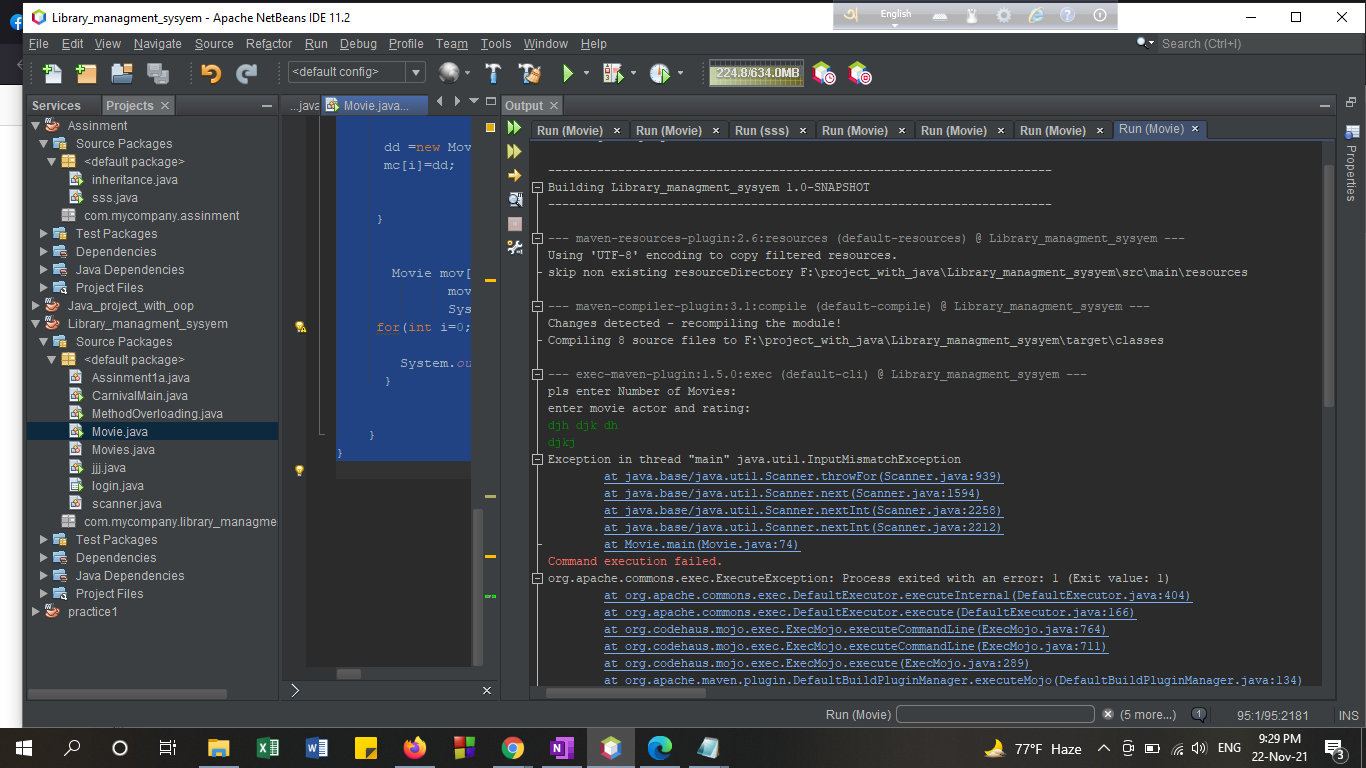 Library_managment_sysyem - Apache NetBeans IDE 11.2
English
File Edit View Navigate Source Refactor Run Debug Profile Team Tools Window Help
Search (Ctrl+I)
<default config>
224.8/634.0MB
Services Projects
...java Movie.java...
Output
Assinment
Source Packages
<default package>
inheritance.java
sss.java
com.mycompany.assinment
Test Packages
Dependencies
Java Dependencies
Project Files
Java_project_with_oop
Library_managment_sysyem
Source Packages
<default package>
Assinment1a.java
CarnivalMain.java
MethodOverloading.java
Movie.java
Movies.java
jjj.java
login.java
scanner.java
com.mycompany.library_managme
Test Packages
Dependencies
Java Dependencies
Project Files
practice1
dd =new Mov
mc[i]=dd;
}
Movie mov[
mov
Sys
for(int i=0;
System.ou
}
}
}
Run (Movie) Run (Movie) Run (sss) Run (Movie) Run (Movie) Run (Movie) Run (Movie)
------------------------------------------------------------------------
Building Library_managment_sysyem 1.0-SNAPSHOT
------------------------------------------------------------------------
--- maven-resources-plugin:2.6:resources (default-resources) @ Library_managment_sysyem ---
Using 'UTF-8' encoding to copy filtered resources.
skip non existing resourceDirectory F:\project_with_java\Library_managment_sysyem\src\main\resources
--- maven-compiler-plugin:3.1:compile (default-compile) @ Library_managment_sysyem ---
Changes detected - recompiling the module!
Compiling 8 source files to F:\project_with_java\Library_managment_sysyem\target\classes
--- exec-maven-plugin:1.5.0:exec (default-cli) @ Library_managment_sysyem ---
pls enter Number of Movies:
enter movie actor and rating:
djh djk dh
djkj
Exception in thread "main" java.util.InputMismatchException
at java.base/java.util.Scanner.throwFor(Scanner.java:939)
at java.base/java.util.Scanner.next(Scanner.java:1594)
at java.base/java.util.Scanner.nextInt(Scanner.java:2258)
at java.base/java.util.Scanner.nextInt(Scanner.java:2212)
at Movie.main(Movie.java:74)
Command execution failed.
org.apache.commons.exec.ExecuteException: Process exited with an error: 1 (Exit value: 1)
at org.apache.commons.exec.DefaultExecutor.executeInternal(DefaultExecutor.java:404)
at org.apache.commons.exec.DefaultExecutor.execute(DefaultExecutor.java:166)
at org.codehaus.mojo.exec.ExecMojo.executeCommandLine(ExecMojo.java:764)
at org.codehaus.mojo.exec.ExecMojo.executeCommandLine(ExecMojo.java:711)
at org.codehaus.mojo.exec.ExecMojo.execute(ExecMojo.java:289)
at org.apache.maven.plugin.DefaultBuildPluginManager.executeMojo(DefaultBuildPluginManager.java:134)
Properties
Run (Movie) (5 more...) 1 95:1/95:2181 INS
77°F Haze ENG
9:29 PM
22-Nov-21
3